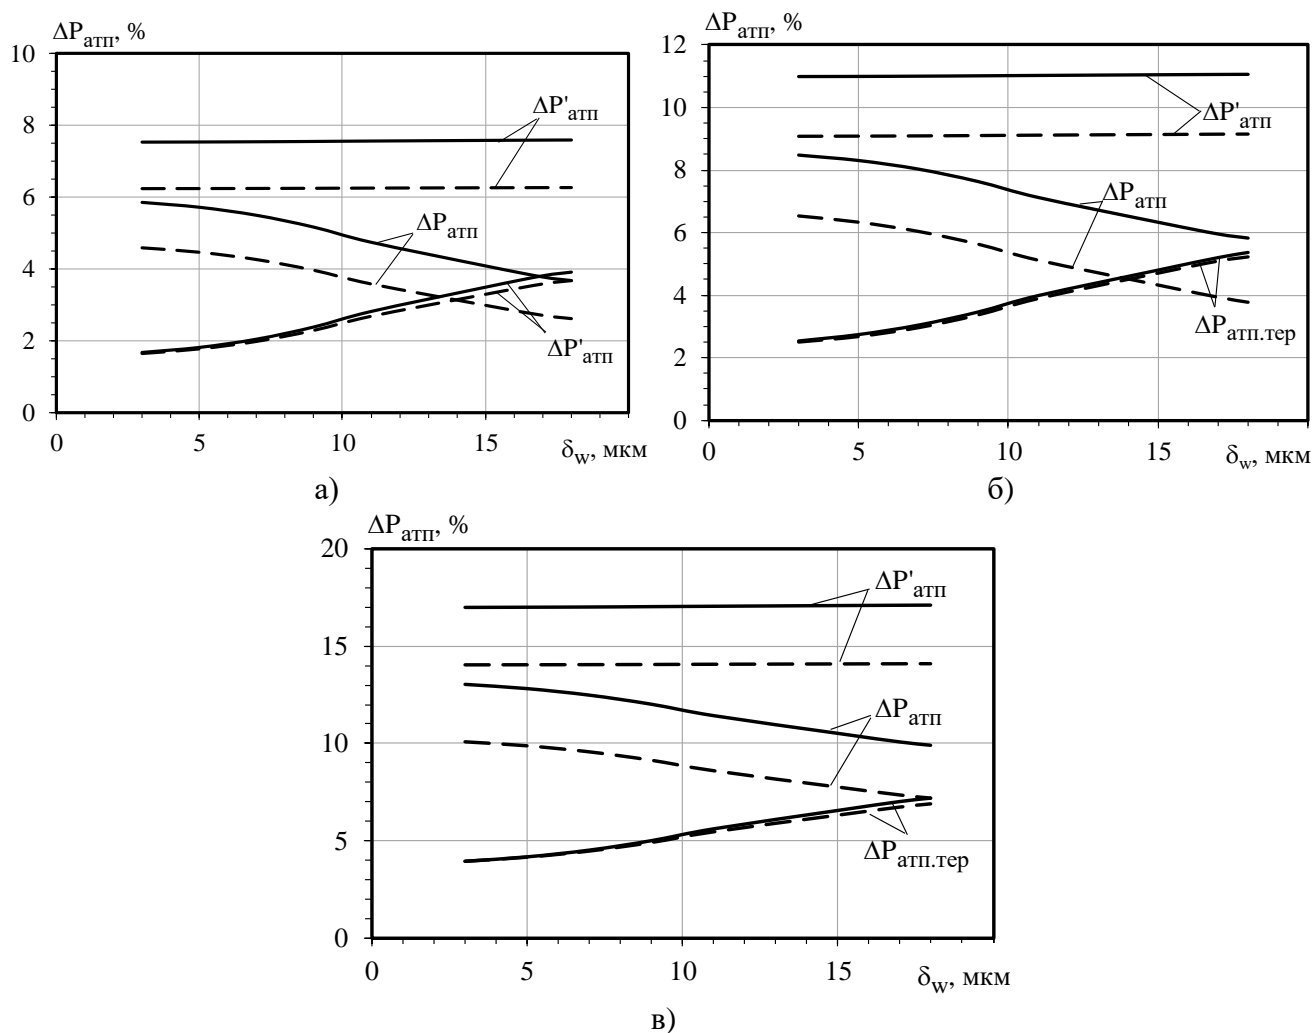 ΔPатп, %
10
8
6
4
2
0
ΔP'атп
ΔPатп
ΔP'атп
0 5 10 15 δw, мкм
а)
ΔPатп, %
12
10
8
6
4
2
0
ΔP'атп
ΔPатп
ΔPатп.тер
0 5 10 15 δw, мкм
б)
ΔPатп, %
20
15
10
5
0
ΔP'атп
ΔPатп
ΔPатп.тер
0 5 10 15 δw, мкм
в)